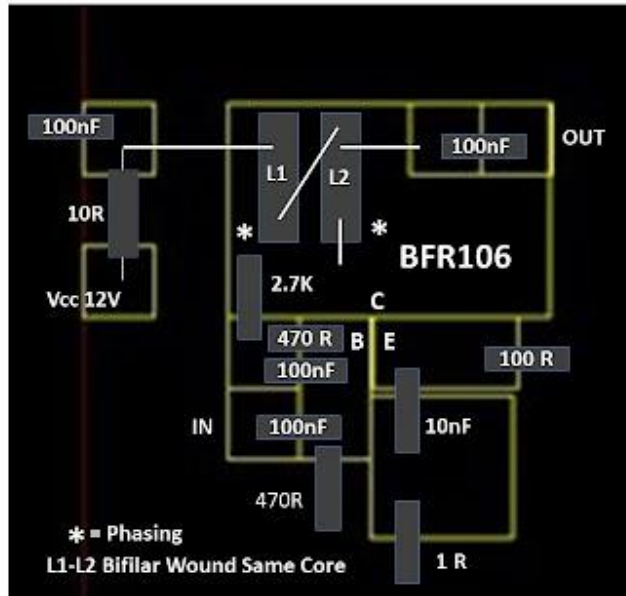 100nF
100nF
OUT
L1
L2
10R
*
*
BFR106
2.7K
Vcc 12V
C
470 R
B
E
100 R
100nF
IN
100nF
10nF
470R
* = Phasing
1 R
L1-L2 Bifilar Wound Same Core